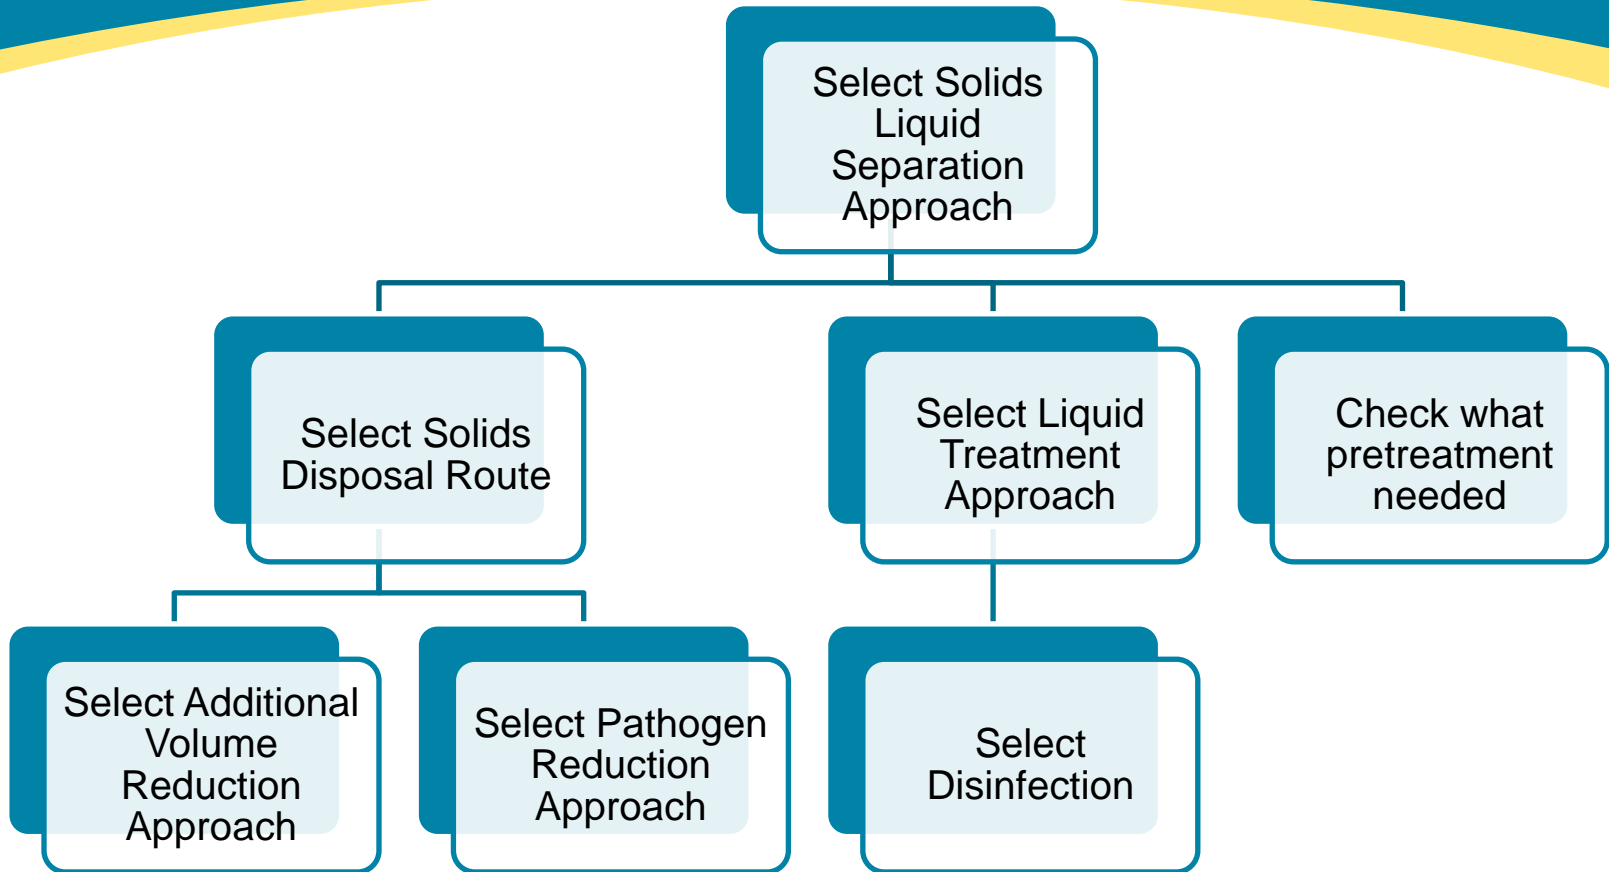 Select Solids
Liquid
Separation
Approach
Select Solids
Disposal Route
Select Liquid
Treatment
Approach
Check what
pretreatment
needed
Select Additional
Volume
Reduction
Approach
Select Pathogen
Reduction
Approach
Select
Disinfection